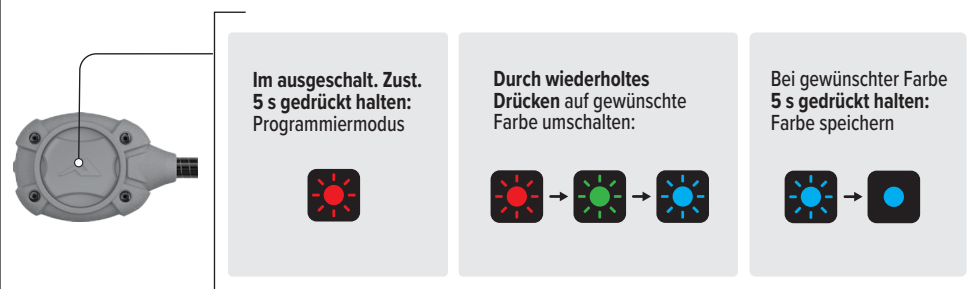 Im ausgeschalt. Zust.
5 s gedrückt halten:
Programmiermodus
Durch wiederholtes
Drücken auf gewünschte
Farbe umschalten:
Bei gewünschter Farbe
5 s gedrückt halten:
Farbe speichern